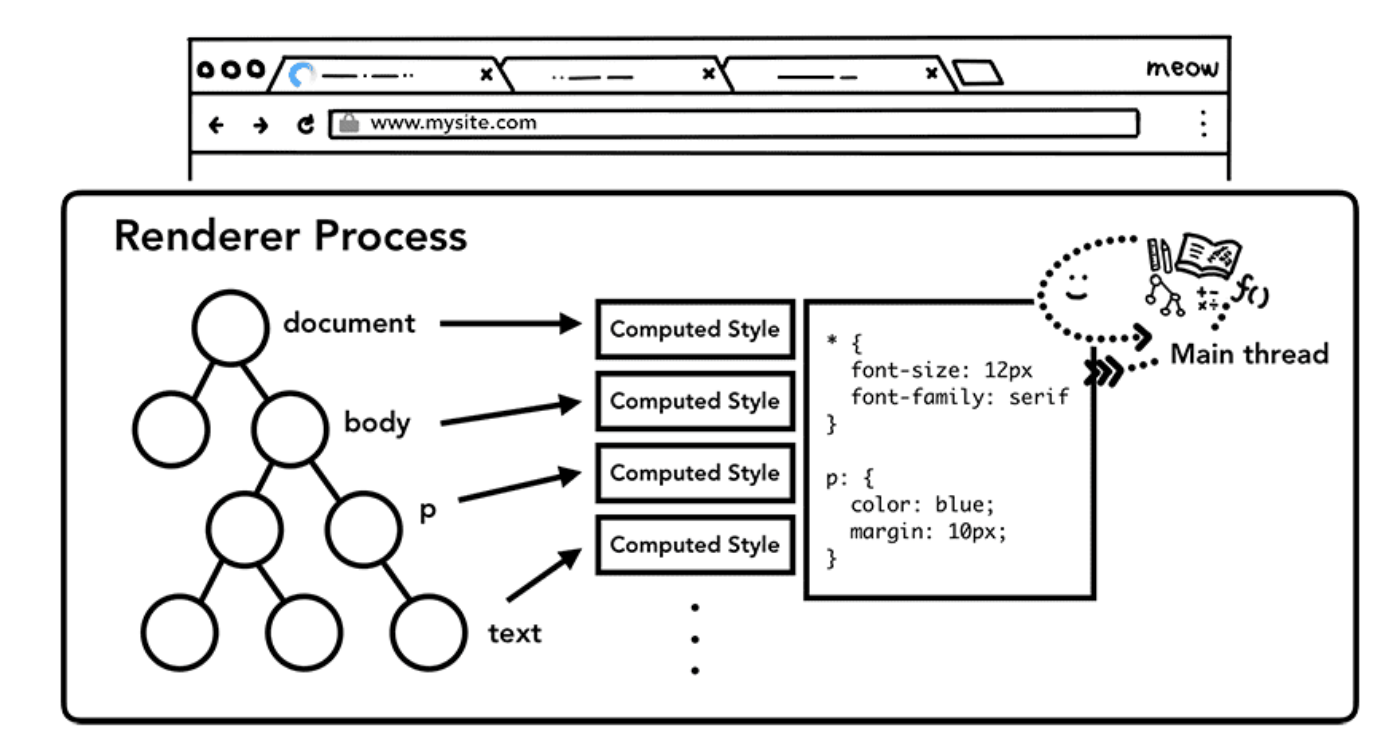 meow
www.mysite.com
Renderer Process
document
body
p
text
Computed Style
Computed Style
Computed Style
Computed Style
* {
font-size: 12px
font-family: serif
}
p: {
color: blue;
margin: 10px;
}
+-
×÷
f()
Main thread